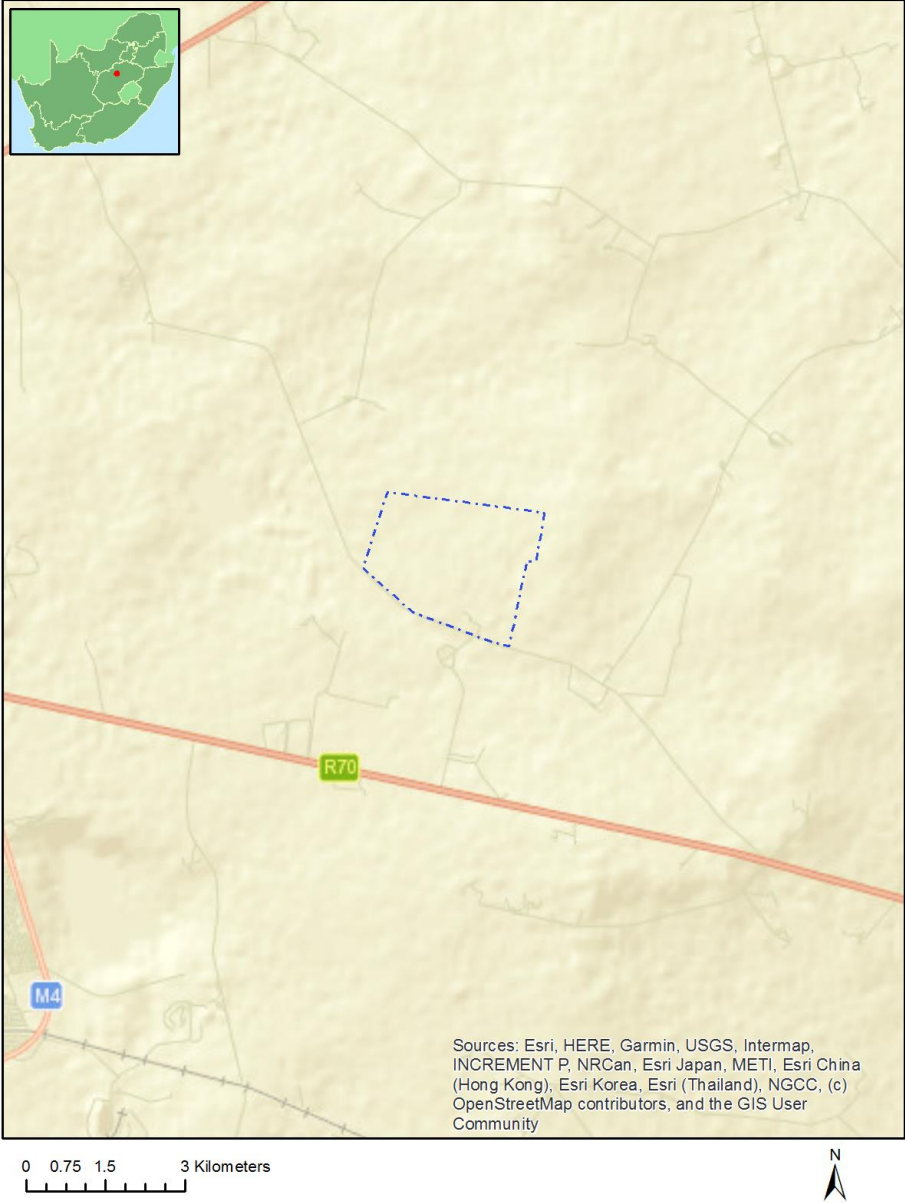 R70
M4
Sources: Esri, HERE, Garmin, USGS, Intermap,
INCREMENT P, NRCan, Esri Japan, METI, Esri China
(Hong Kong), Esri Korea, Esri (Thailand), NGCC, (c)
OpenStreetMap contributors, and the GIS User
Community
0 0.75 1.5 3 Kilometers
N